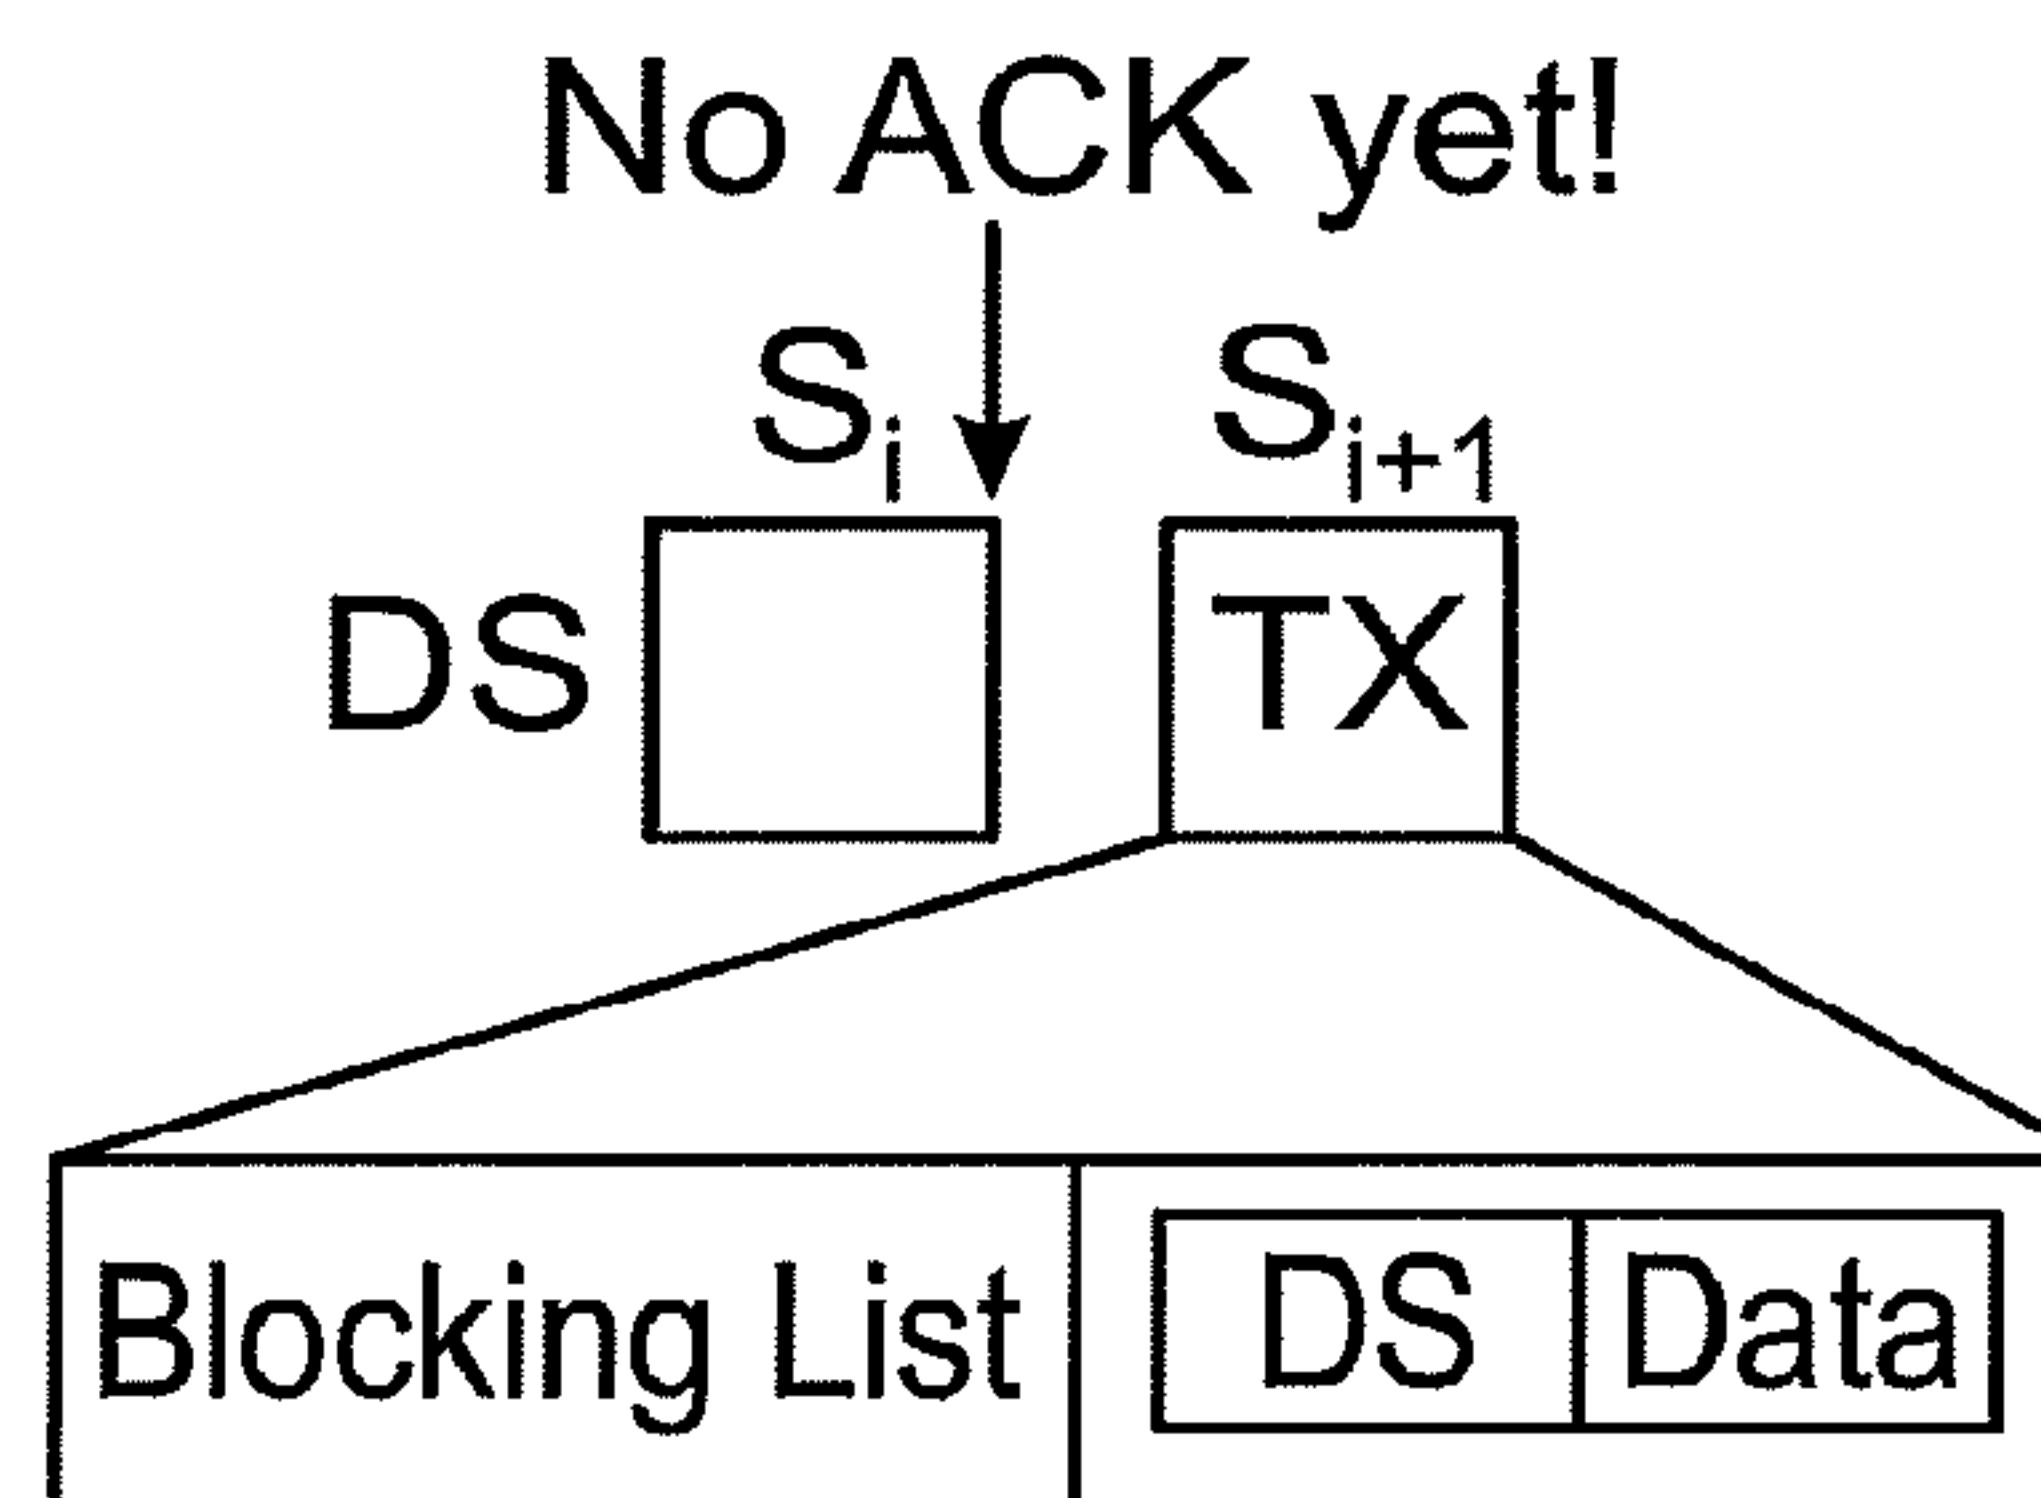 No ACK yet!
Sᵢ Sᵢ₊₁
DS TX
Blocking List DS Data